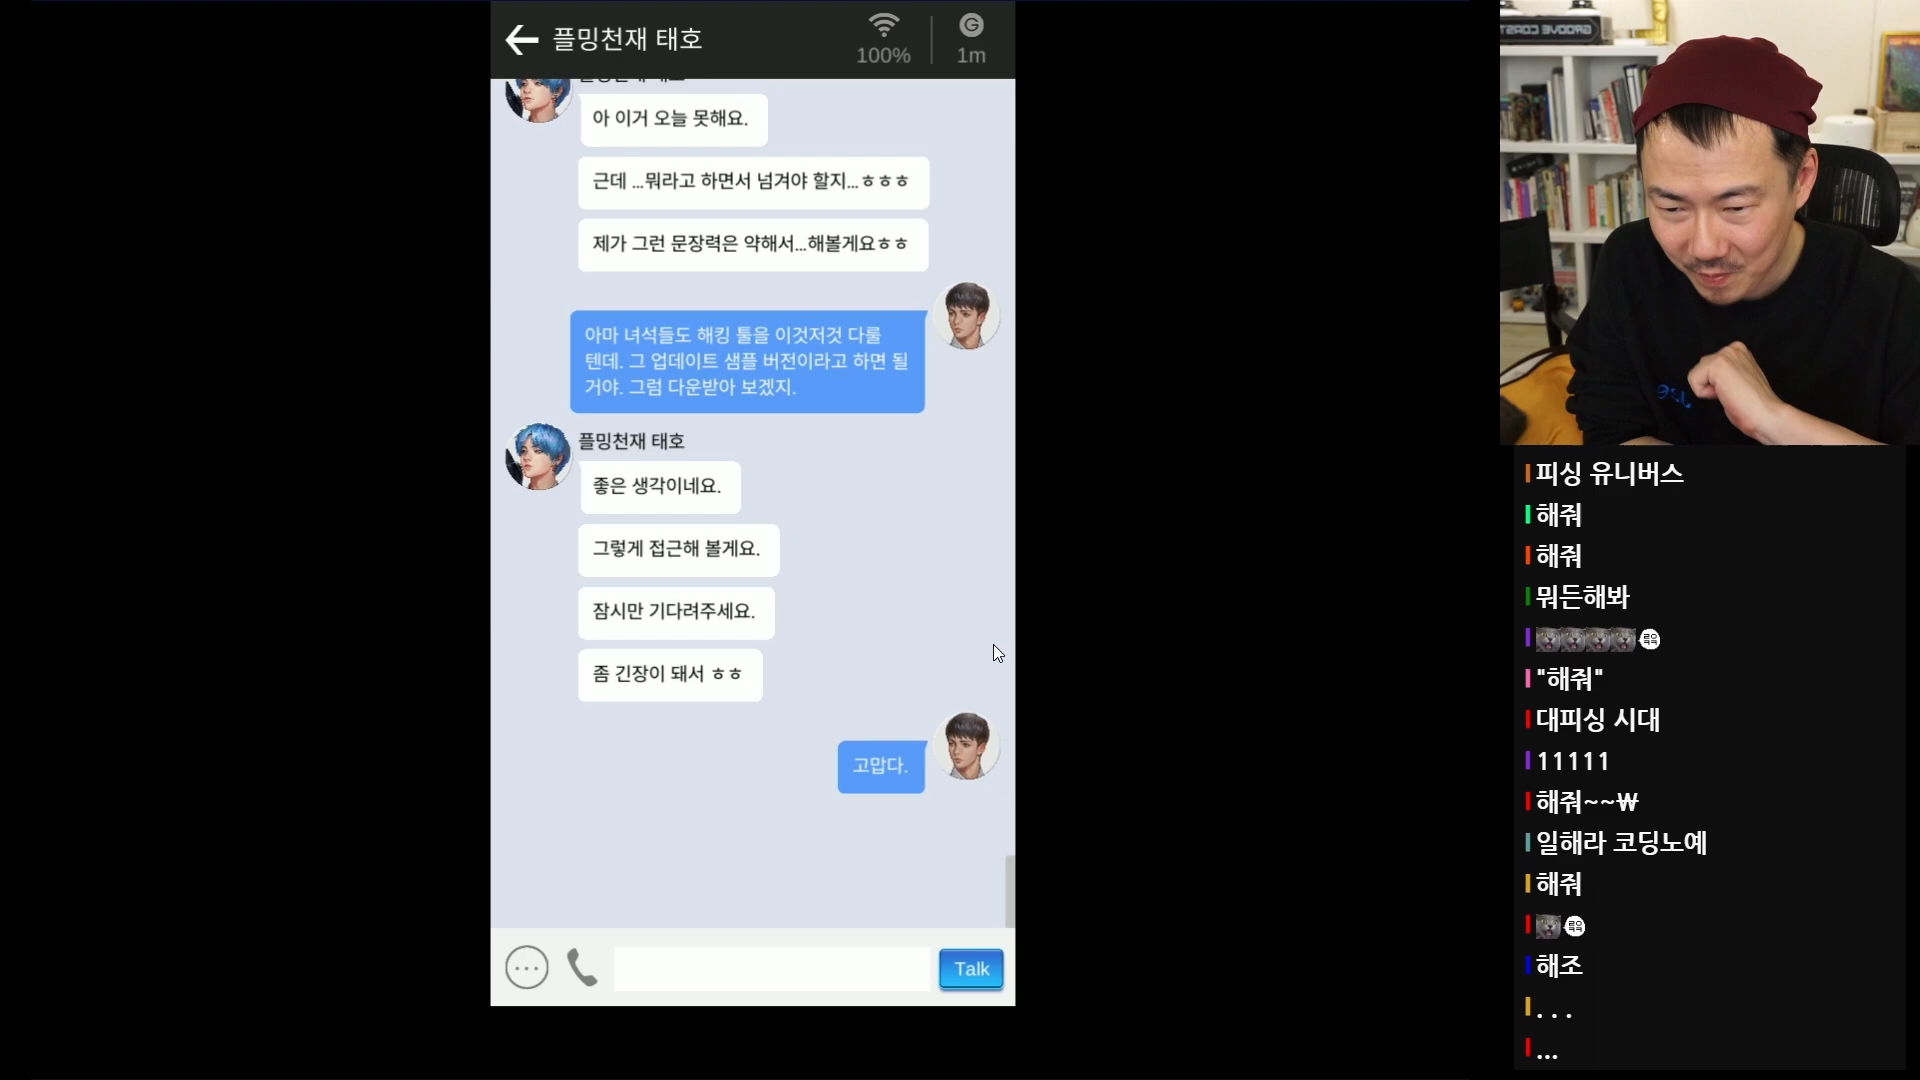 플밍천재 태호
100%
G
1m
아 이거 오늘 못해요.
근데 ...뭐라고 하면서 넘겨야 할지...ㅎㅎㅎ
제가 그런 문장력은 약해서...해볼게요ㅎㅎ
아마 녀석들도 해킹 툴을 이것저것 다룰
텐데. 그 업데이트 샘플 버전이라고 하면 될
거야. 그럼 다운받아 보겠지.
플밍천재 태호
좋은 생각이네요.
그렇게 접근해 볼게요.
잠시만 기다려주세요.
좀 긴장이 돼서 ㅎㅎ
고맙다.
Talk
피싱 유니버스
해줘
해줘
뭐든해봐
"해줘"
대피싱 시대
11111
해줘~~₩
일해라 코딩노예
해줘
해조
. . .
...